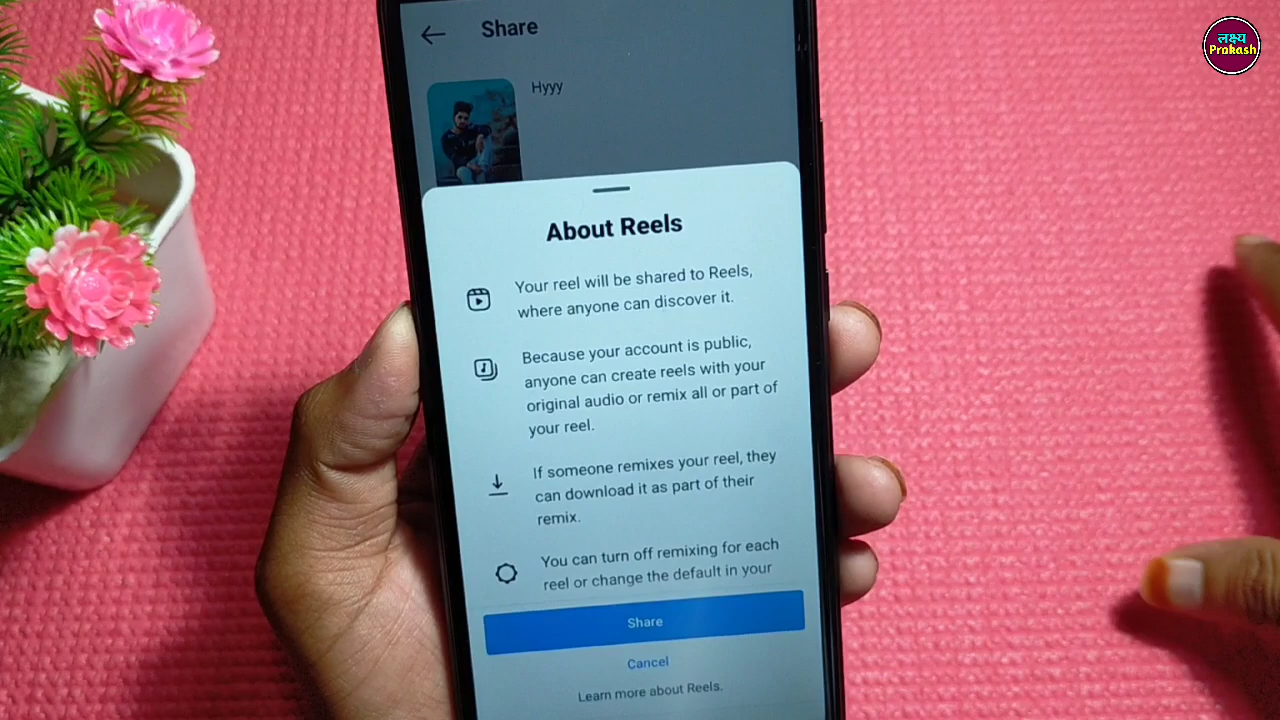 Share
Hyyy
About Reels
Your reel will be shared to Reels,
where anyone can discover it.
Because your account is public,
anyone can create reels with your
original audio or remix all or part of
your reel.
If someone remixes your reel, they
can download it as part of their
remix.
You can turn off remixing for each
reel or change the default in your
Share
Cancel
Learn more about Reels.
लक्ष्य
Prakash